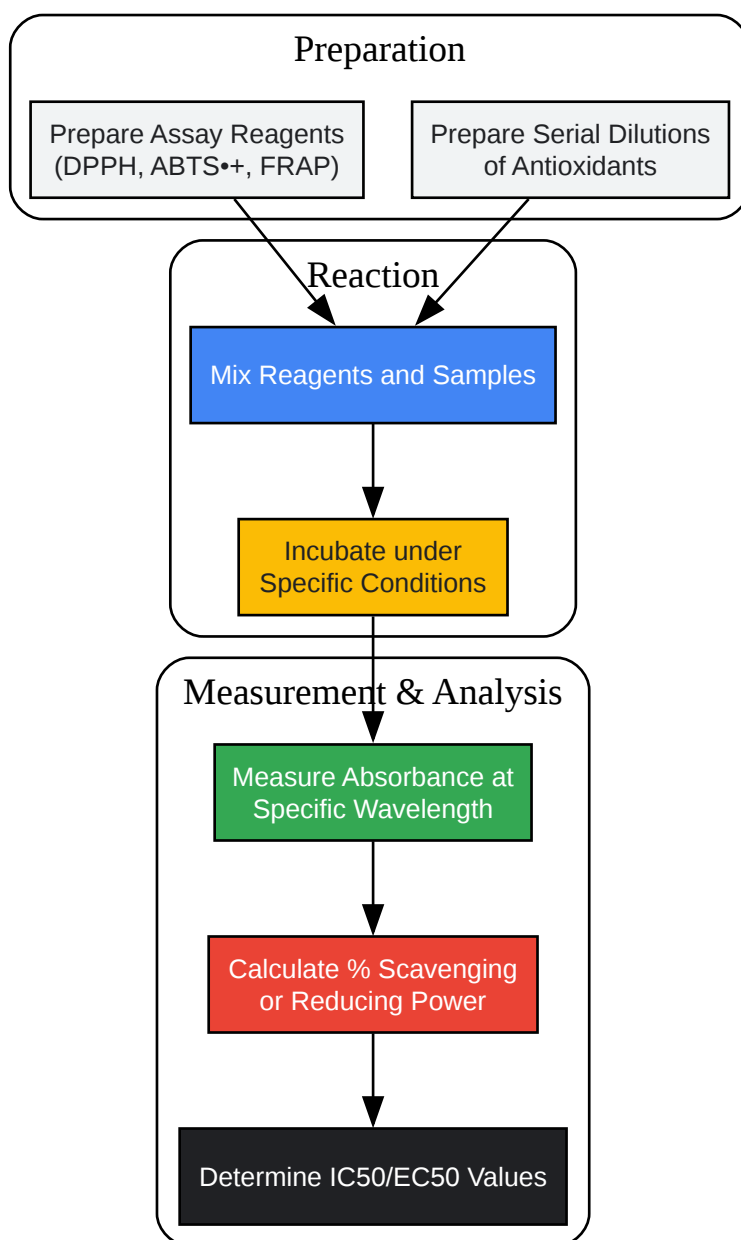 Preparation
Prepare Assay Reagents
(DPPH, ABTS•+, FRAP)
Prepare Serial Dilutions
of Antioxidants
Reaction
Mix Reagents and Samples
Incubate under
Specific Conditions
Measurement & Analysis
Measure Absorbance at
Specific Wavelength
Calculate % Scavenging
or Reducing Power
Determine IC50/EC50 Values